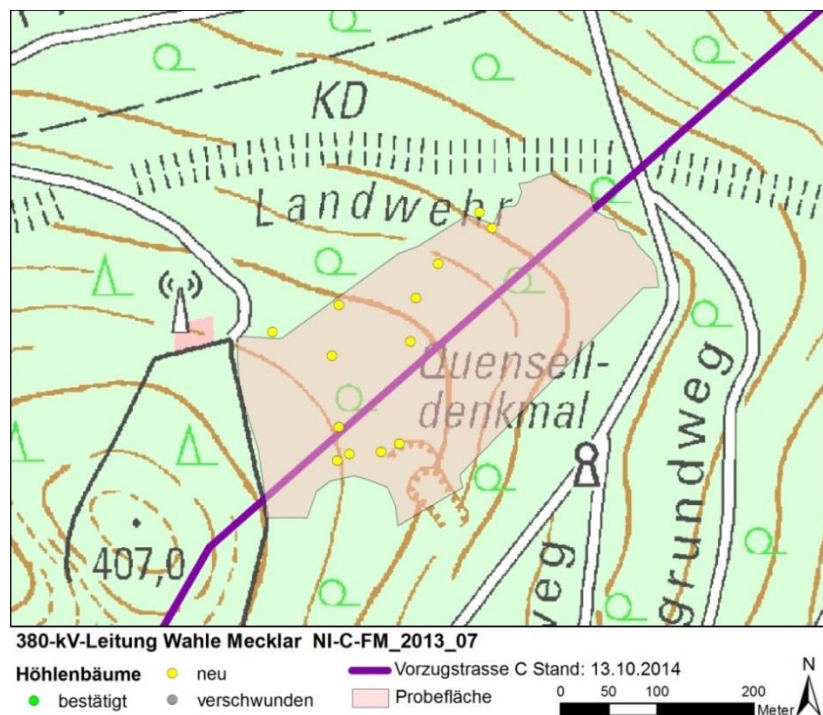 KD
Landwehr
Quensell-
denkmal
407,0
weg
grundweg
380-kV-Leitung Wahle Mecklar NI-C-FM_2013_07
Höhlenbäume
neu
bestätigt
verschwunden
Vorzugstrasse C Stand: 13.10.2014
Probefläche
0 50 100 200
Meter
N